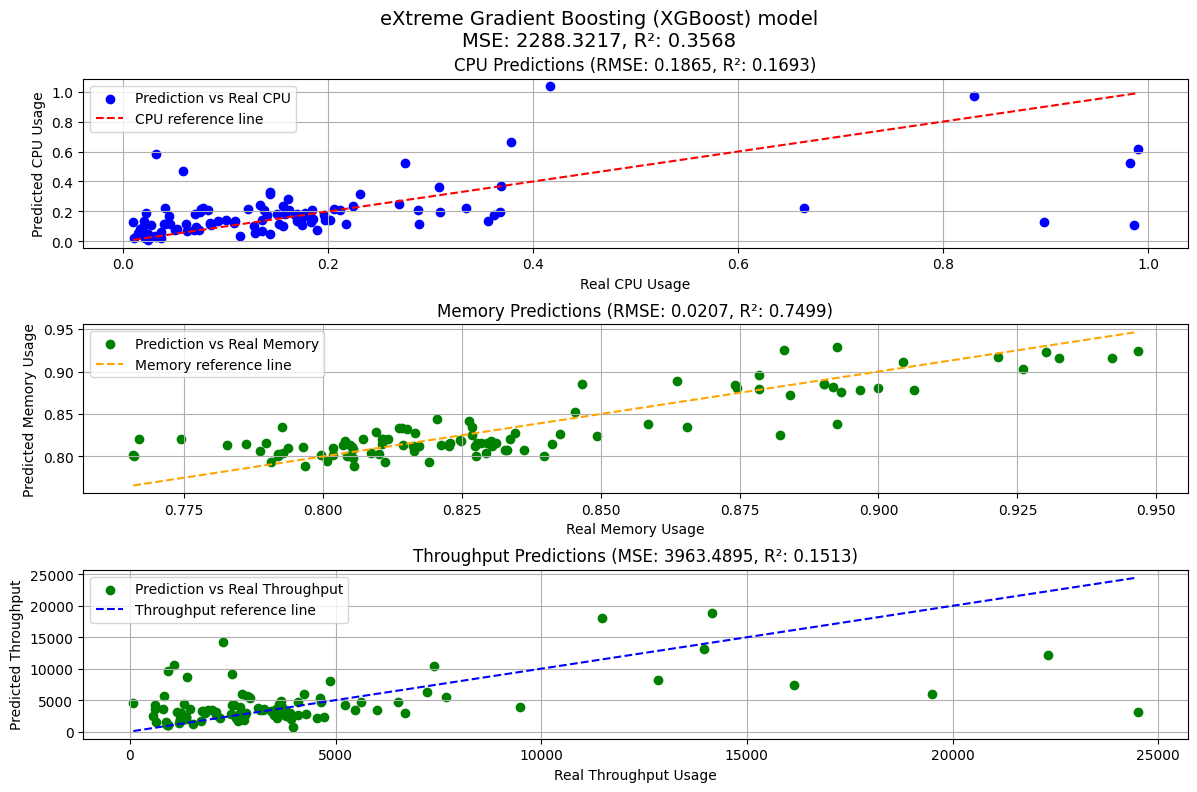 eXtreme Gradient Boosting (XGBoost) model
MSE: 2288.3217, R²: 0.3568
CPU Predictions (RMSE: 0.1865, R²: 0.1693)
Predicted CPU Usage
1.0
0.8
0.6
0.4
0.2
0.0
Prediction vs Real CPU
CPU reference line
0.0 0.2 0.4 0.6 0.8 1.0
Real CPU Usage
Memory Predictions (RMSE: 0.0207, R²: 0.7499)
Predicted Memory Usage
0.95
0.90
0.85
0.80
Prediction vs Real Memory
Memory reference line
0.775 0.800 0.825 0.850 0.875 0.900 0.925 0.950
Real Memory Usage
Throughput Predictions (MSE: 3963.4895, R²: 0.1513)
Predicted Throughput
25000
20000
15000
10000
5000
0
Prediction vs Real Throughput
Throughput reference line
0 5000 10000 15000 20000 25000
Real Throughput Usage